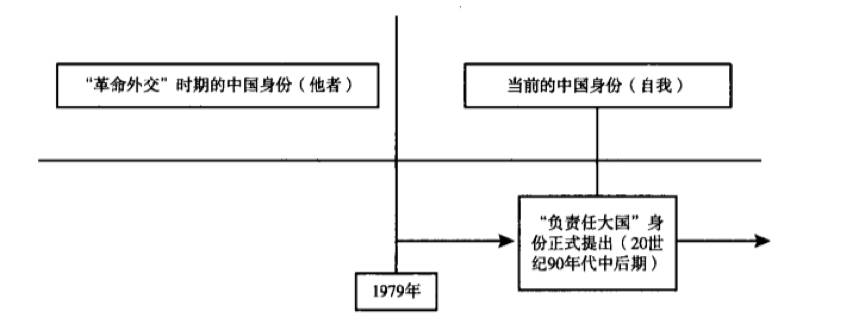 “革命外交”时期的中国身份（他者）
当前的中国身份（自我）
“负责任大国”身
份正式提出（20世
纪90年代中后期）
1979年